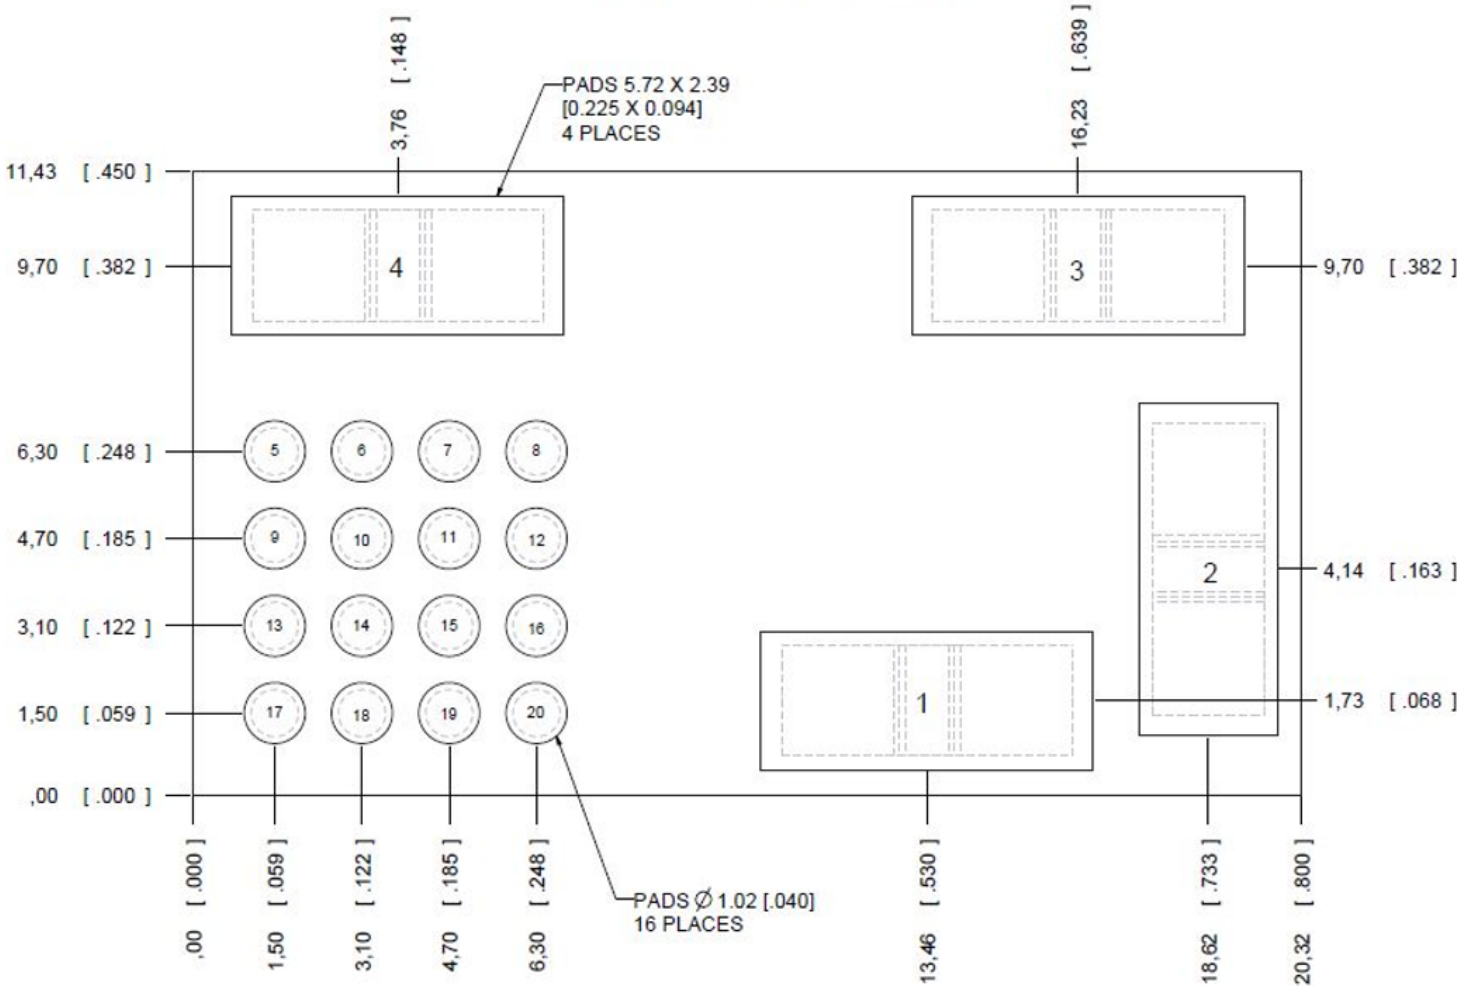 3,76 [ .148 ]
16,23 [ .639 ]
PADS 5.72 X 2.39
[0.225 X 0.094]
4 PLACES
11,43 [ .450 ]
9,70 [ .382 ]
4
3
9,70 [ .382 ]
6,30 [ .248 ]
5 6 7 8
4,70 [ .185 ]
9 10 11 12
2
4,14 [ .163 ]
3,10 [ .122 ]
13 14 15 16
1,50 [ .059 ]
17 18 19 20
1
1,73 [ .068 ]
,00 [ .000 ]
,00 [ .000 ]
1,50 [ .059 ]
3,10 [ .122 ]
4,70 [ .185 ]
6,30 [ .248 ]
PADS Ø 1.02 [.040]
16 PLACES
13,46 [ .530 ]
18,62 [ .733 ]
20,32 [ .800 ]